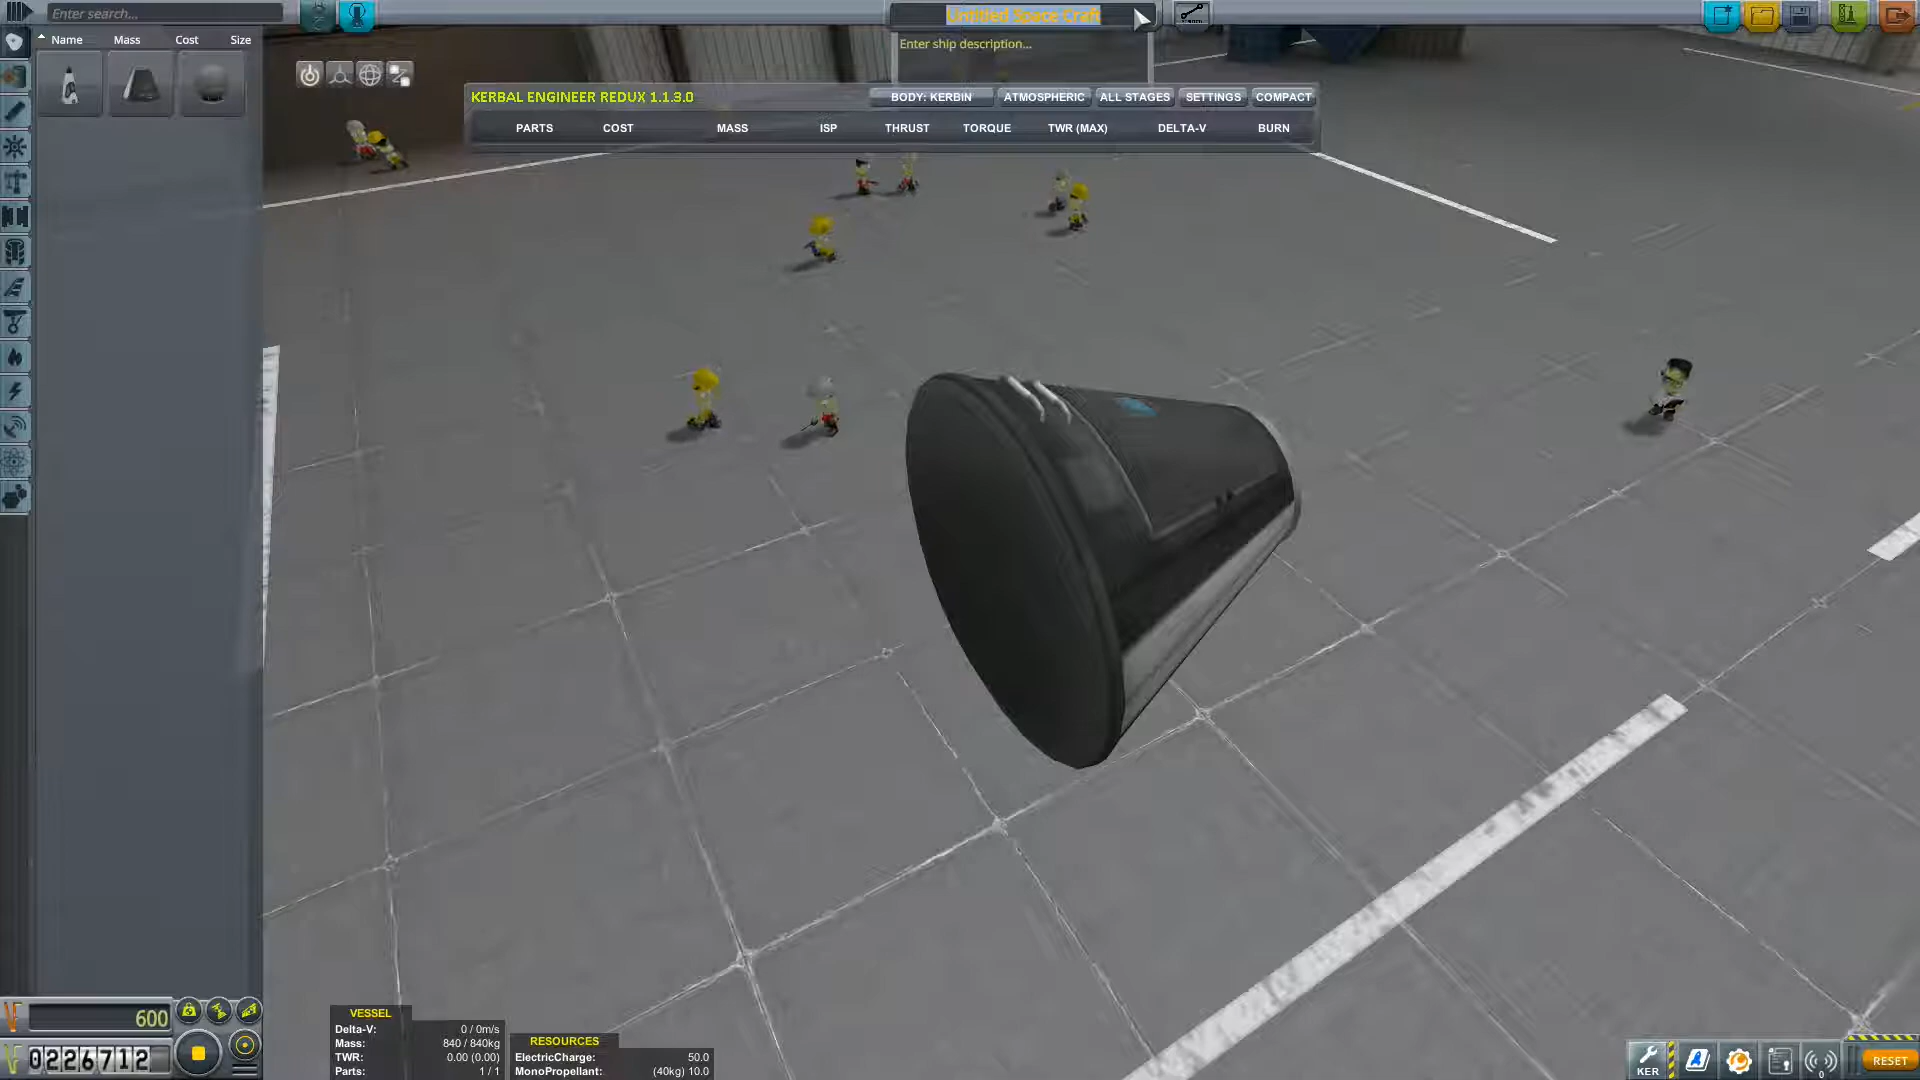 Enter search...
Untitled Space Craft
Enter ship description...
Name Mass Cost Size
KERBAL ENGINEER REDUX 1.1.3.0
BODY: KERBIN ATMOSPHERIC ALL STAGES SETTINGS COMPACT
PARTS COST MASS ISP THRUST TORQUE TWR (MAX) DELTA-V BURN
600
0226712
VESSEL
Delta-V: 0 / 0m/s
Mass: 840 / 840kg
TWR: 0.00 (0.00)
Parts: 1 / 1
RESOURCES
ElectricCharge: 50.0
MonoPropellant: (40kg) 10.0
KER
0
RESET